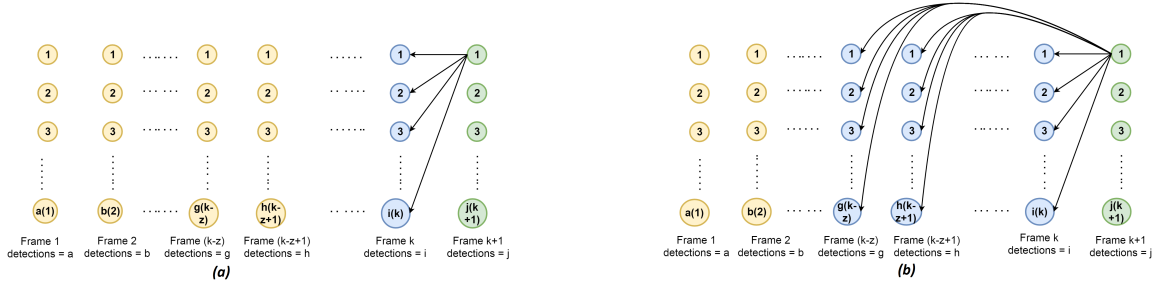 1 1 ....... 1 1 ...... 1 1
2 2 ...... 2 2 ...... 2 2
3 3 ...... 3 3 ....... 3 3
a(1) b(2) ...... g(k-z) h(k-z+1) ...... i(k) j(k+1)
Frame 1 Frame 2 Frame (k-z) Frame (k-z+1) Frame k Frame k+1
detections = a detections = b detections = g detections = h detections = i detections = j
(a)
1 1 ...... 1 1 ...... 1 1
2 2 ...... 2 2 ...... 2 2
3 3 ...... 3 3 ...... 3 3
a(1) b(2) ...... g(k-z) h(k-z+1) ...... i(k) j(k+1)
Frame 1 Frame 2 Frame (k-z) Frame (k-z+1) Frame k Frame k+1
detections = a detections = b detections = g detections = h detections = i detections = j
(b)